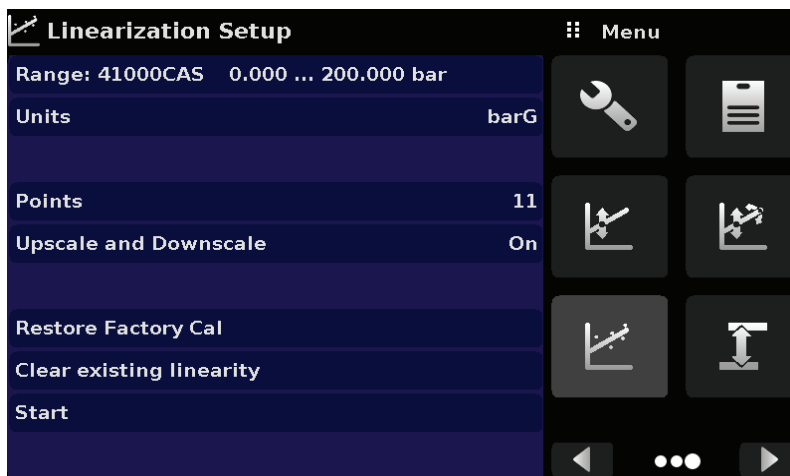 Linearization Setup
Menu
Range: 41000CAS 0.000 ... 200.000 bar
Units barG
Points 11
Upscale and Downscale On
Restore Factory Cal
Clear existing linearity
Start